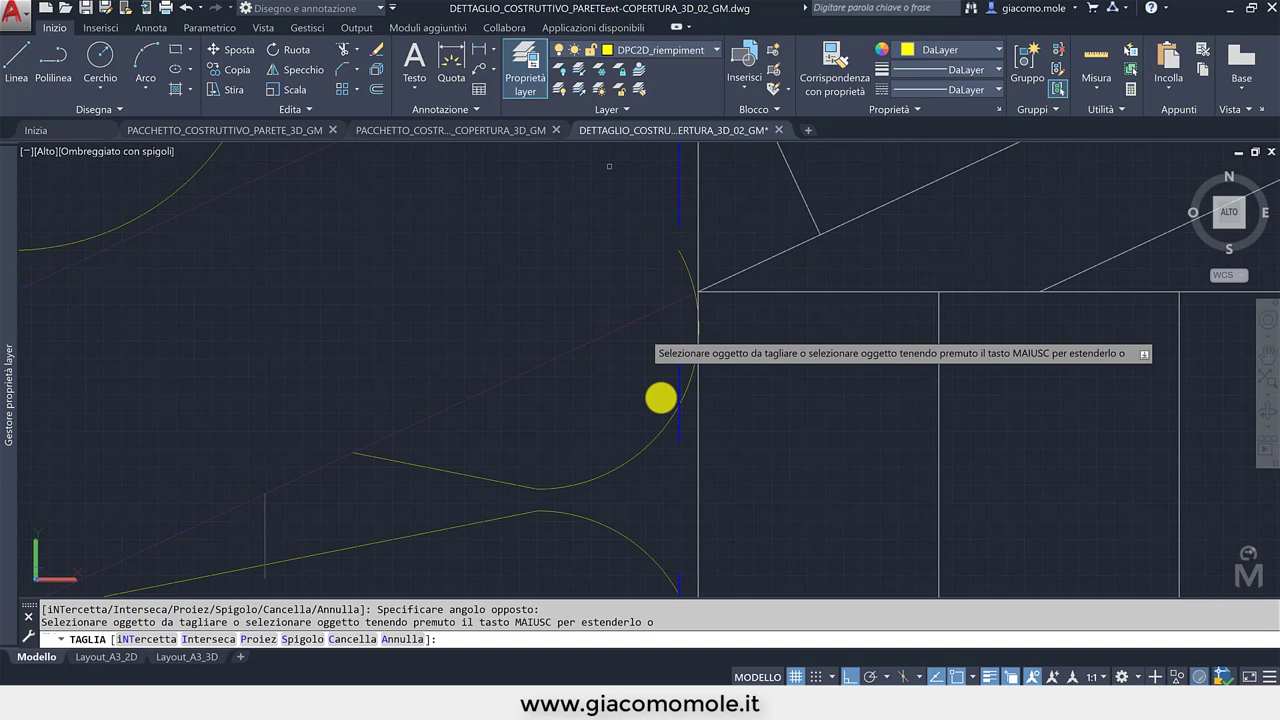 Disegno e annotazione
DETTAGLIO_COSTRUTTIVO_PARETEext-COPERTURA_3D_02_GM.dwg
Digitare parola chiave o frase
giacomo.mole
Inizio
Inserisci
Annota
Parametrico
Vista
Gestisci
Output
Moduli aggiuntivi
Collabora
Applicazioni disponibili
Linea
Polilinea
Cerchio
Arco
Sposta
Ruota
Copia
Specchio
Stira
Scala
Testo
Quota
Proprietà
layer
DPC2D_riempiment
Inserisci
Corrispondenza
con proprietà
DaLayer
DaLayer
DaLayer
Gruppo
Misura
Incolla
Base
Disegna
Edita
Annotazione
Layer
Blocco
Proprietà
Gruppi
Utilità
Appunti
Vista
Inizia
PACCHETTO_COSTRUTTIVO_PARETE_3D_GM
PACCHETTO_COSTR..._COPERTURA_3D_GM
DETTAGLIO_COSTRU...ERTURA_3D_02_GM*
[−][Alto][Ombreggiato con spigoli]
N
O
ALTO
E
S
WCS
Selezionare oggetto da tagliare o selezionare oggetto tenendo premuto il tasto MAIUSC per estenderlo o
Gestore proprietà layer
Y
M
[iNTercetta/Interseca/Proiez/Spigolo/Cancella/Annulla]: Specificare angolo opposto:
Selezionare oggetto da tagliare o selezionare oggetto tenendo premuto il tasto MAIUSC per estenderlo o
TAGLIA [iNTercetta Interseca Proiez Spigolo Cancella Annulla]:
Modello
Layout_A3_2D
Layout_A3_3D
MODELLO
1:1
www.giacomomole.it